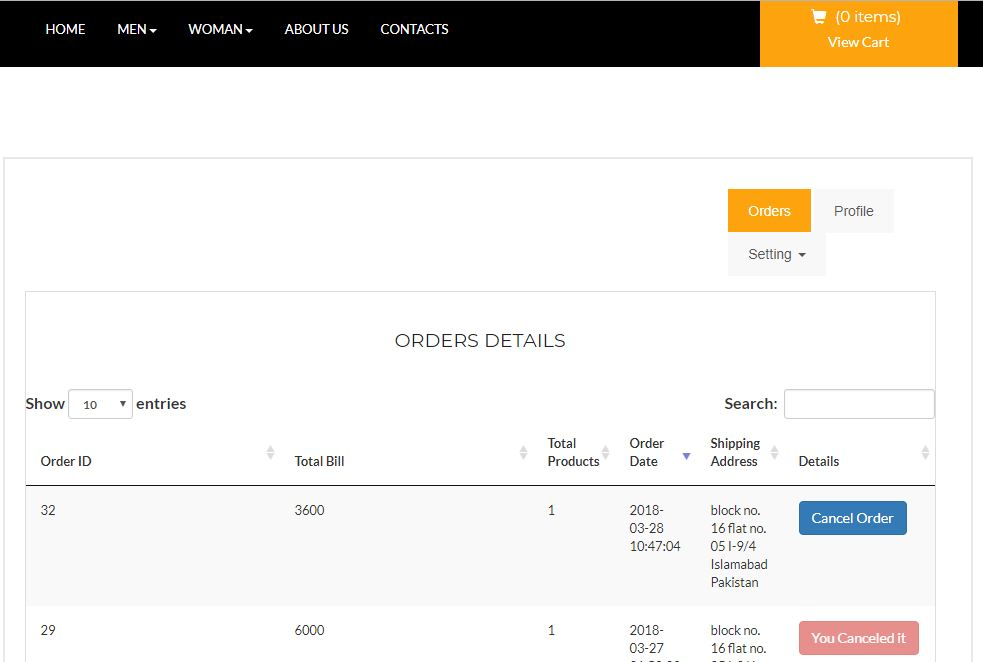 HOME MEN WOMAN ABOUT US CONTACTS
(0 items)
View Cart
Orders Profile
Setting
ORDERS DETAILS
Show 10 entries Search:
Order ID Total Bill Total Products Order Date Shipping Address Details
32 3600 1 2018-03-28 10:47:04 block no. 16 flat no. 05 I-9/4 Islamabad Pakistan Cancel Order
29 6000 1 2018-03-27 block no. 16 flat no. You Canceled it